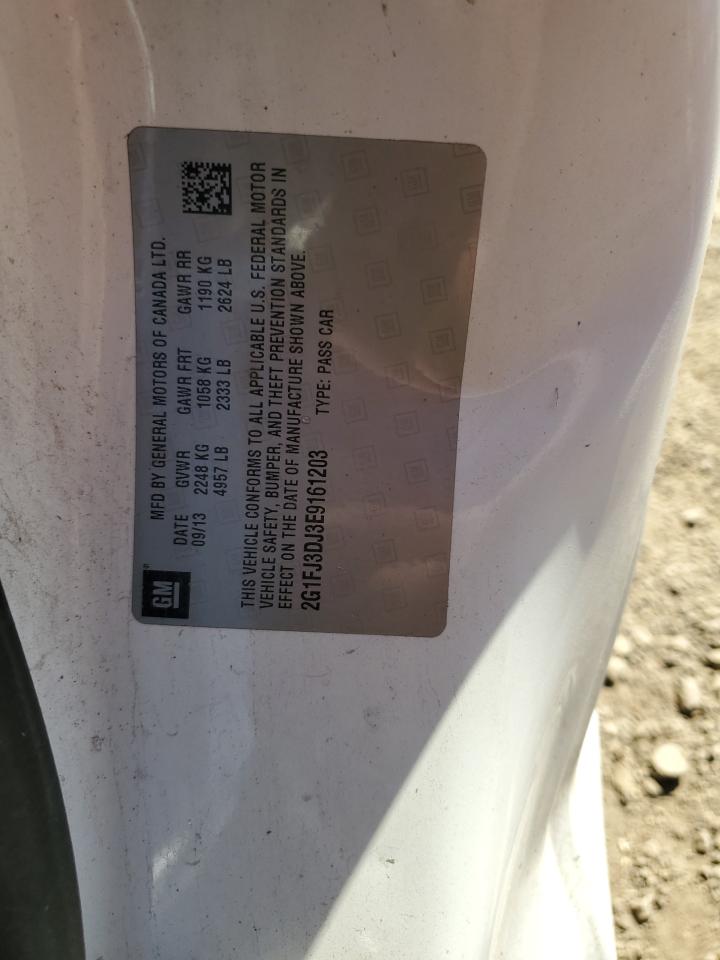 GM
MFD BY GENERAL MOTORS OF CANADA LTD.
DATE GVWR GAWR FRT GAWR RR
09/13 2248 KG 1058 KG 1190 KG
4957 LB 2333 LB 2624 LB
THIS VEHICLE CONFORMS TO ALL APPLICABLE U.S. FEDERAL MOTOR
VEHICLE SAFETY, BUMPER, AND THEFT PREVENTION STANDARDS IN
EFFECT ON THE DATE OF MANUFACTURE SHOWN ABOVE.
2G1FJ3DJ3E9161203 TYPE: PASS CAR